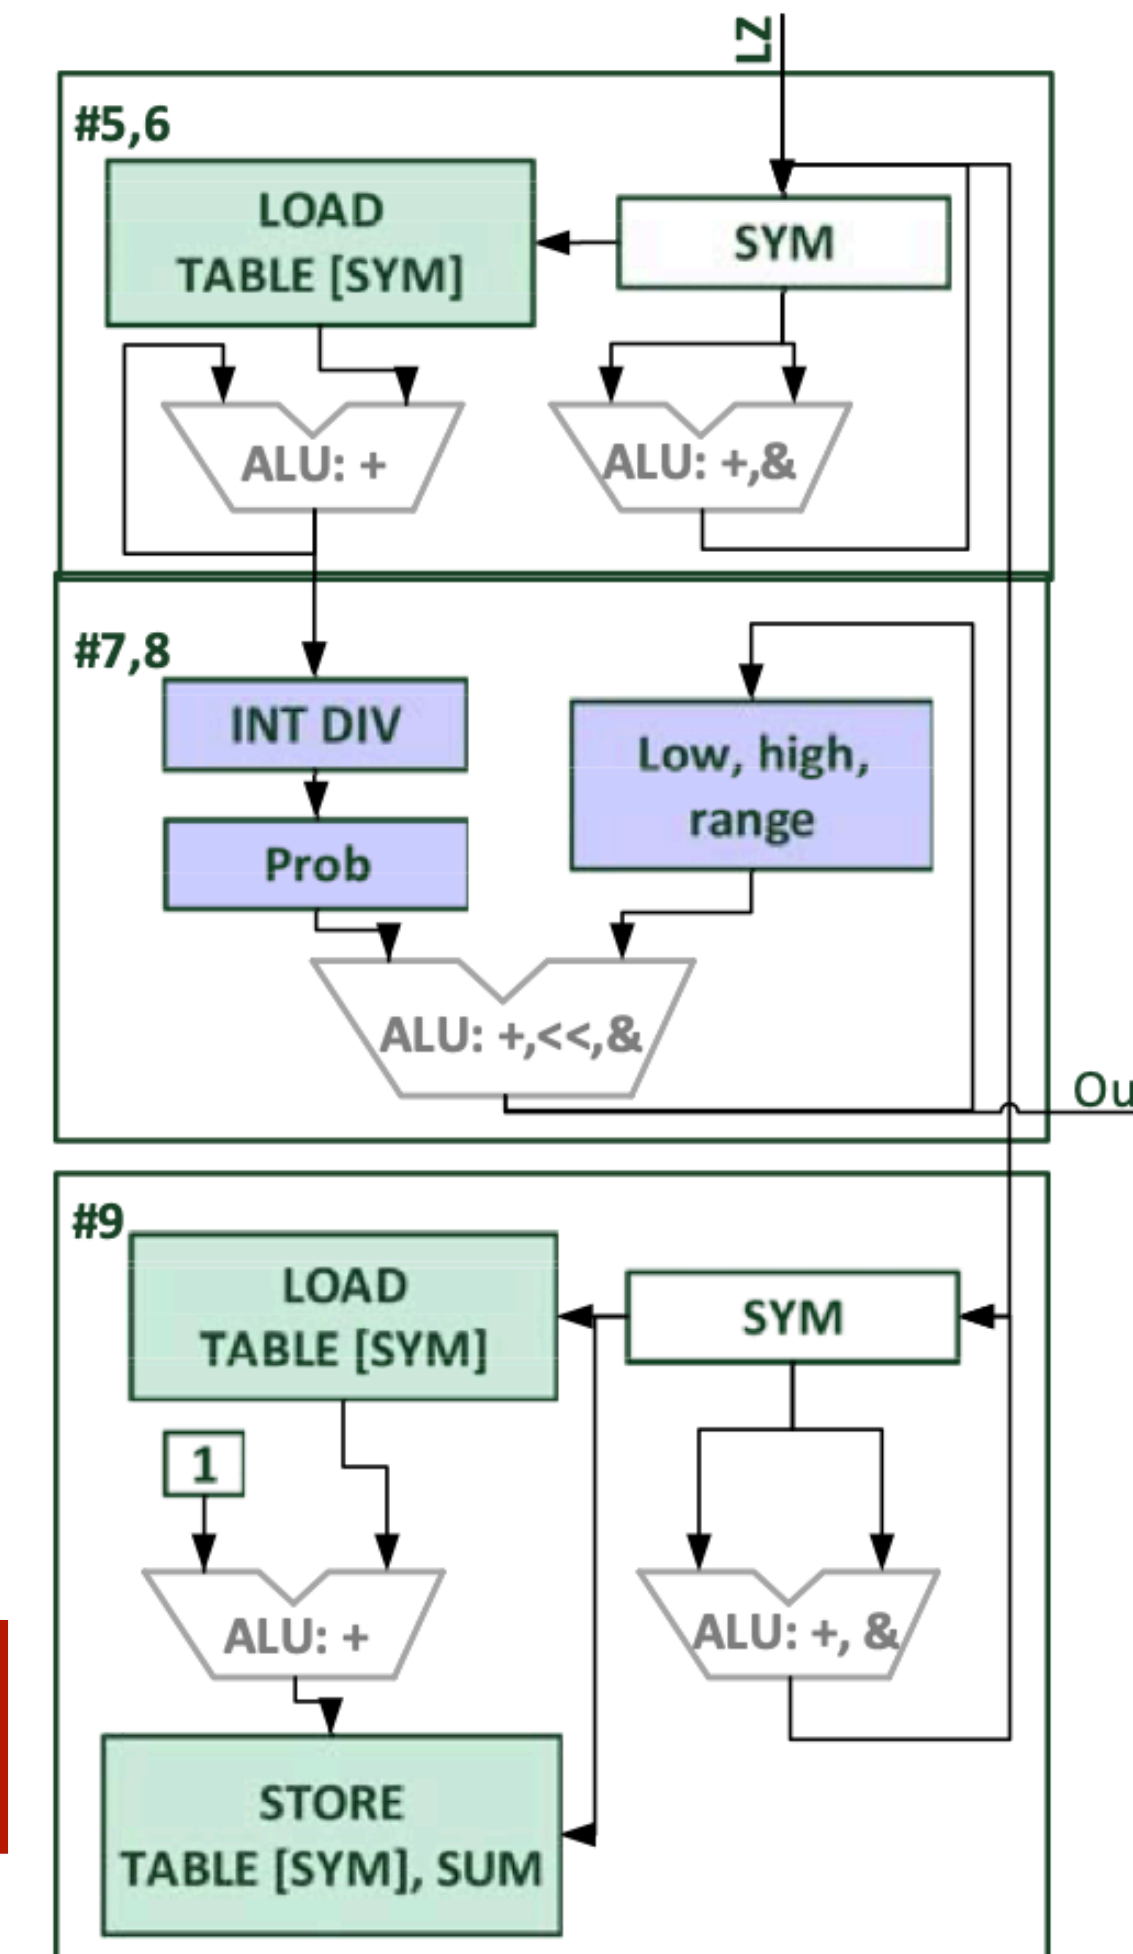 LZ
#5,6
LOAD
TABLE [SYM]
SYM
ALU: +
ALU: +,&
#7,8
INT DIV
Low, high,
range
Prob
ALU: +,<<,&
Ou
#9
LOAD
TABLE [SYM]
SYM
1
ALU: +
ALU: +, &
STORE
TABLE [SYM], SUM